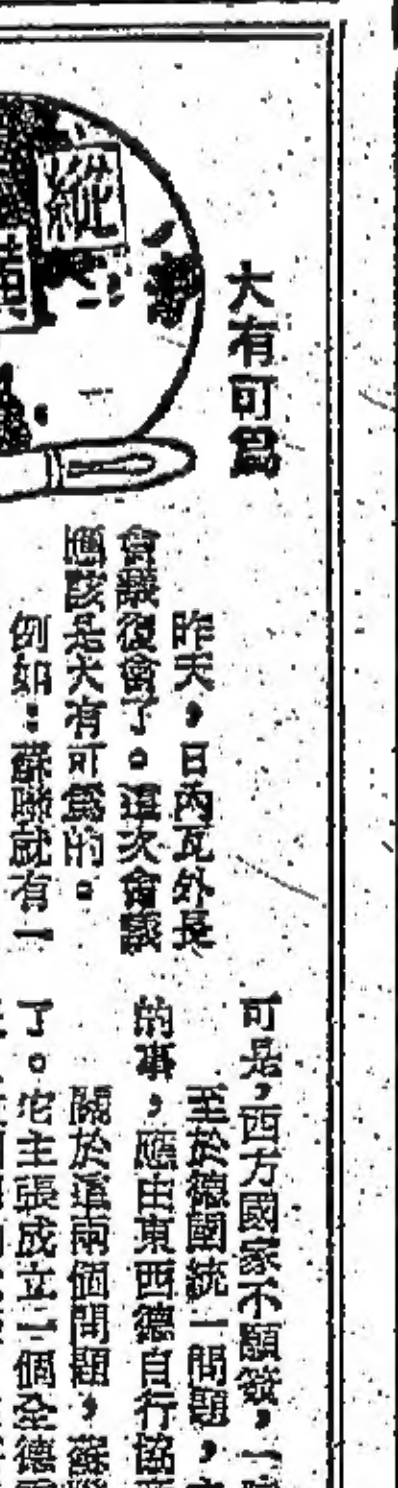 縱
大有可爲
昨天，日內瓦外長
會議復會了。這次會議
應該是大有可爲的。
例如：蘇聯就有一
可是，西方國家不願簽，一
至於德國統一問題，
的事，應由東西德自行協
關於這兩個問題，蘇
了。它主張成立一個全德